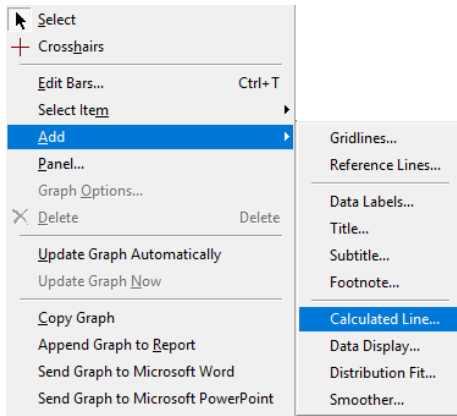 Select
Crosshairs
Edit Bars... Ctrl+T
Select Item
Add
Panel...
Graph Options...
Delete Delete
Update Graph Automatically
Update Graph Now
Copy Graph
Append Graph to Report
Send Graph to Microsoft Word
Send Graph to Microsoft PowerPoint
Gridlines...
Reference Lines...
Data Labels...
Title...
Subtitle...
Footnote...
Calculated Line...
Data Display...
Distribution Fit...
Smoother...